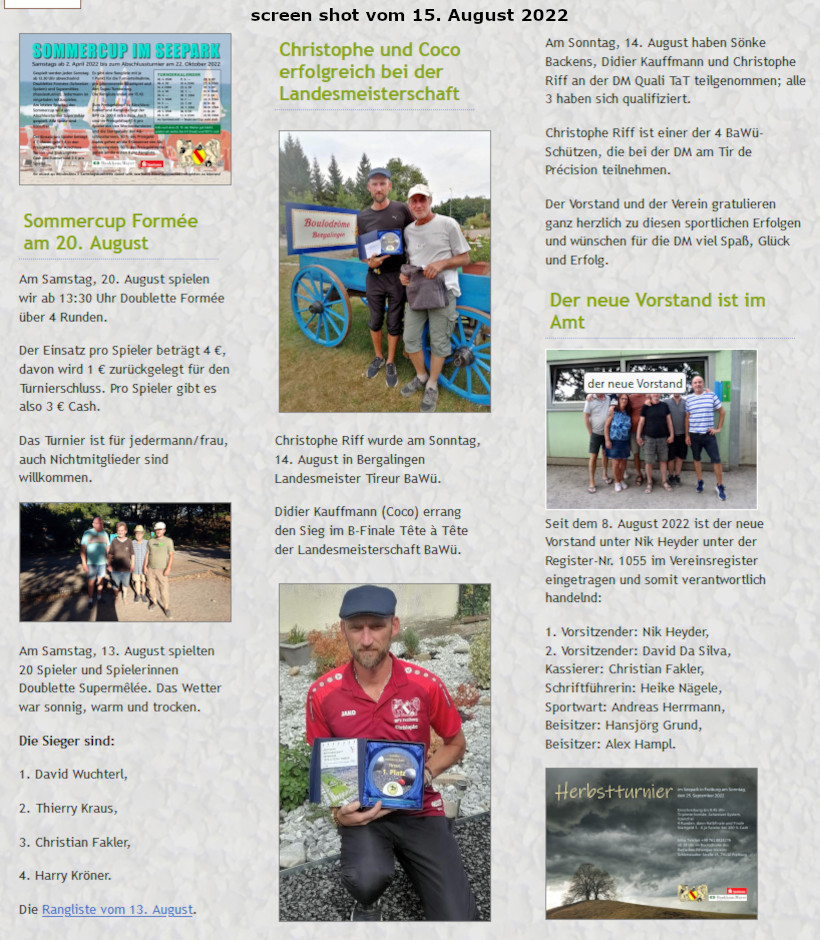 screen shot vom 15. August 2022
SOMMERCUP IM SEEPARK
Samstags ab 2. April 2022 bis zum Abschlussturnier am 22. Oktober 2022
TURNIERKALENDER
Sommercup Formée
am 20. August
Am Samstag, 20. August spielen
wir ab 13:30 Uhr Doublette Formée
über 4 Runden.
Der Einsatz pro Spieler beträgt 4 €,
davon wird 1 € zurückgelegt für den
Turnierschluss. Pro Spieler gibt es
also 3 € Cash.
Das Turnier ist für jedermann/frau,
auch Nichtmitglieder sind
willkommen.
Am Samstag, 13. August spielten
20 Spieler und Spielerinnen
Doublette Supermêlée. Das Wetter
war sonnig, warm und trocken.
Die Sieger sind:
1. David Wuchterl,
2. Thierry Kraus,
3. Christian Fakler,
4. Harry Kröner.
Die Rangliste vom 13. August.
Christophe und Coco
erfolgreich bei der
Landesmeisterschaft
Boulodrôme
Bergalingen
Christophe Riff wurde am Sonntag,
14. August in Bergalingen
Landesmeister Tireur BaWü.
Didier Kauffmann (Coco) errang
den Sieg im B-Finale Tête à Tête
der Landesmeisterschaft BaWü.
JAKO
1. Platz
Am Sonntag, 14. August haben Sönke
Backens, Didier Kauffmann und Christophe
Riff an der DM Quali TaT teilgenommen; alle
3 haben sich qualifiziert.
Christophe Riff ist einer der 4 BaWü-
Schützen, die bei der DM am Tir de
Précision teilnehmen.
Der Vorstand und der Verein gratulieren
ganz herzlich zu diesen sportlichen Erfolgen
und wünschen für die DM viel Spaß, Glück
und Erfolg.
Der neue Vorstand ist im
Amt
der neue Vorstand
Seit dem 8. August 2022 ist der neue
Vorstand unter Nik Heyder unter der
Register-Nr. 1055 im Vereinsregister
eingetragen und somit verantwortlich
handelnd:
1. Vorsitzender: Nik Heyder,
2. Vorsitzender: David Da Silva,
Kassierer: Christian Fakler,
Schriftführerin: Heike Nägele,
Sportwart: Andreas Herrmann,
Beisitzer: Hansjörg Grund,
Beisitzer: Alex Hampl.
Herbstturnier
im Seepark in Freiburg am Sonntag,
den 25. September 2022